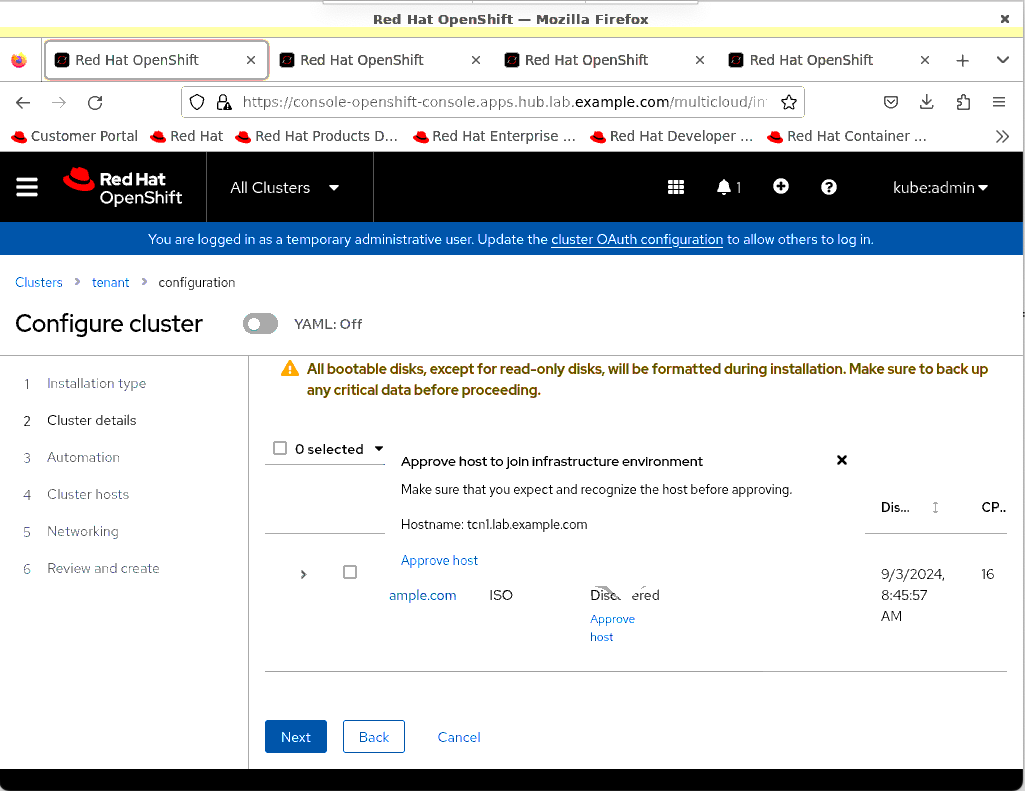 Red Hat OpenShift — Mozilla Firefox
Red Hat OpenShift
Red Hat OpenShift
Red Hat OpenShift
Red Hat OpenShift
https://console-openshift-console.apps.hub.lab.example.com/multicloud/in
Customer Portal
Red Hat
Red Hat Products D...
Red Hat Enterprise ...
Red Hat Developer ...
Red Hat Container ...
Red Hat
OpenShift
All Clusters
1
kube:admin
You are logged in as a temporary administrative user. Update the cluster OAuth configuration to allow others to log in.
Clusters
tenant
configuration
Configure cluster
YAML: Off
1 Installation type
2 Cluster details
3 Automation
4 Cluster hosts
5 Networking
6 Review and create
All bootable disks, except for read-only disks, will be formatted during installation. Make sure to back up
any critical data before proceeding.
0 selected
Approve host to join infrastructure environment
Make sure that you expect and recognize the host before approving.
Hostname: tcn1.lab.example.com
Approve host
Dis...
CP..
ample.com
ISO
Approve
host
9/3/2024,
8:45:57
AM
16
Next
Back
Cancel